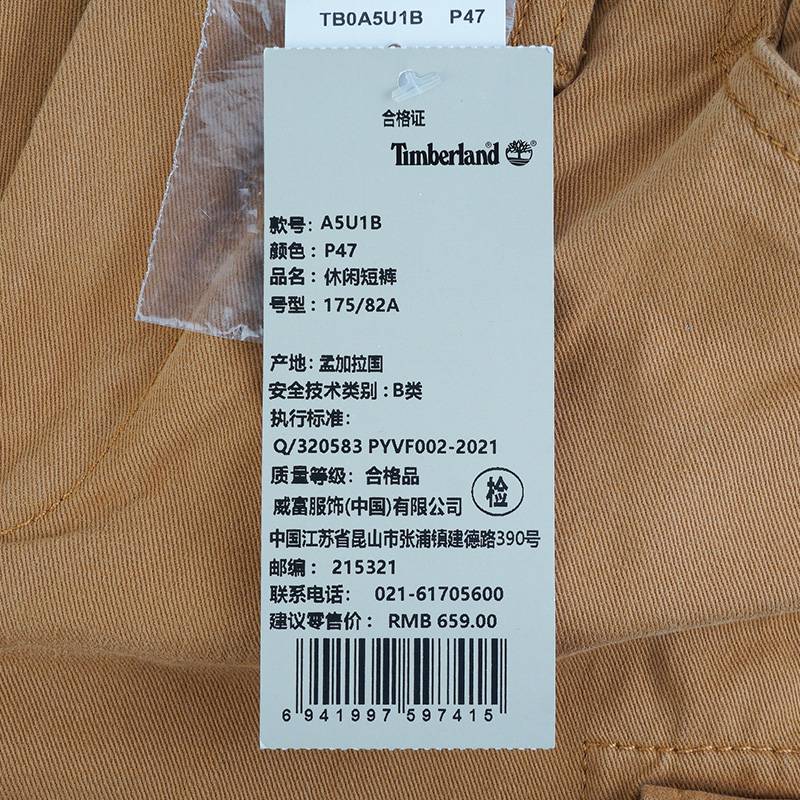 TB0A5U1B P47
合格证
Timberland
款号: A5U1B
颜色: P47
品名: 休闲短裤
号型: 175/82A
产地: 孟加拉国
安全技术类别: B类
执行标准:
Q/320583 PYVF002-2021
质量等级: 合格品
检
威富服饰(中国)有限公司
中国江苏省昆山市张浦镇建德路390号
邮编: 215321
联系电话: 021-61705600
建议零售价: RMB 659.00
6 941997 597415